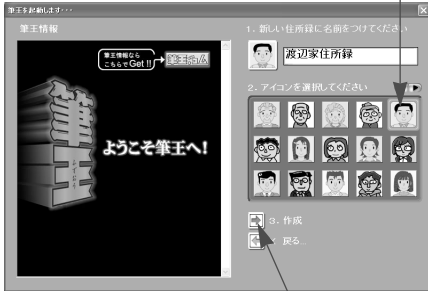 筆王を起動します・・・
筆王情報
筆王情報なら
こちらでGet !!
筆王.コム
筆
ようこそ筆王へ!
1. 新しい住所録に名前をつけてください
渡辺家住所録
2. アイコンを選択してください
3. 作成
戻る...